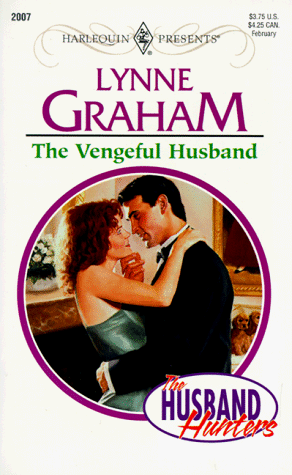 2007
$3.75 U.S.
$4.25 CAN.
February
HARLEQUIN PRESENTS®
LYNNE
GRAHAM
The Vengeful Husband
The
HUSBAND
Hunters